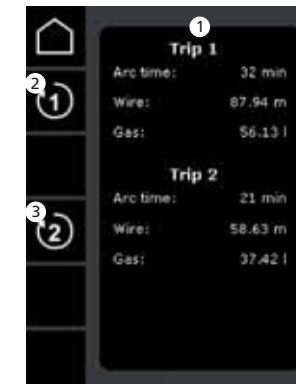 1
Trip 1
Arc time: 32 min
2
1
Wire: 87.94 m
Gas: 56.13 l
Trip 2
Arc time: 21 min
3
2
Wire: 58.63 m
Gas: 37.42 l